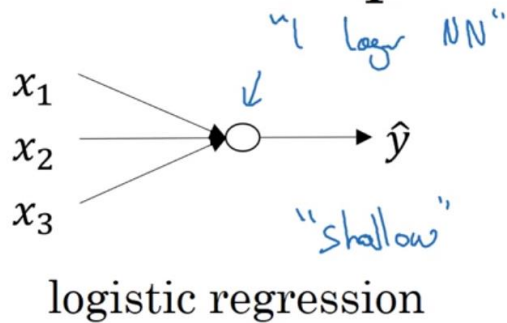 "1 layer NN"
x₁
x₂
ŷ
x₃
"shallow"
logistic regression